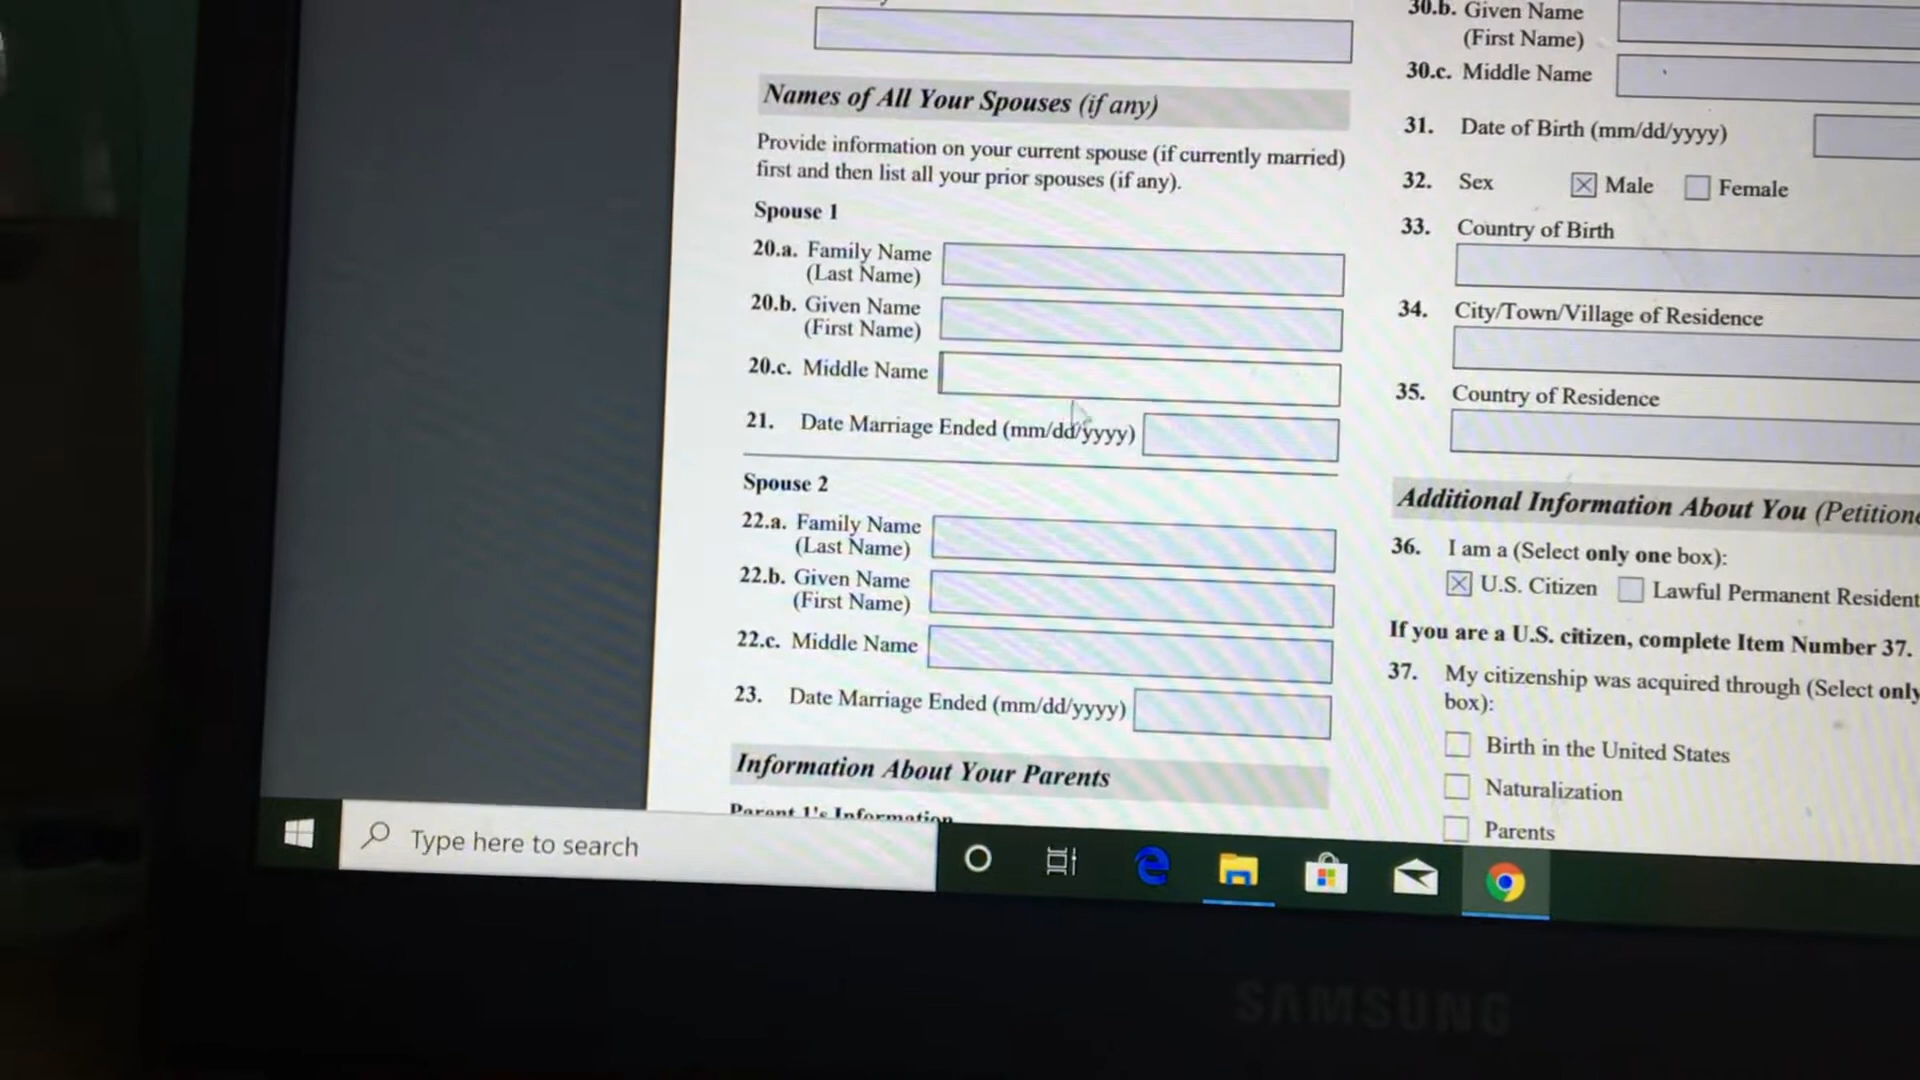 Names of All Your Spouses (if any)
Provide information on your current spouse (if currently married)
first and then list all your prior spouses (if any).
Spouse 1
20.a. Family Name
(Last Name)
20.b. Given Name
(First Name)
20.c. Middle Name
21. Date Marriage Ended (mm/dd/yyyy)
Spouse 2
22.a. Family Name
(Last Name)
22.b. Given Name
(First Name)
22.c. Middle Name
23. Date Marriage Ended (mm/dd/yyyy)
Information About Your Parents
Parent 1's Information
30.b. Given Name
(First Name)
30.c. Middle Name
31. Date of Birth (mm/dd/yyyy)
32. Sex Male Female
33. Country of Birth
34. City/Town/Village of Residence
35. Country of Residence
Additional Information About You
36. I am a (Select only one box):
U.S. Citizen Lawful Permanent Resident
If you are a U.S. citizen, complete Item Number 37.
37. My citizenship was acquired through (Select only
box):
Birth in the United States
Naturalization
Parents
Type here to search
SAMSUNG